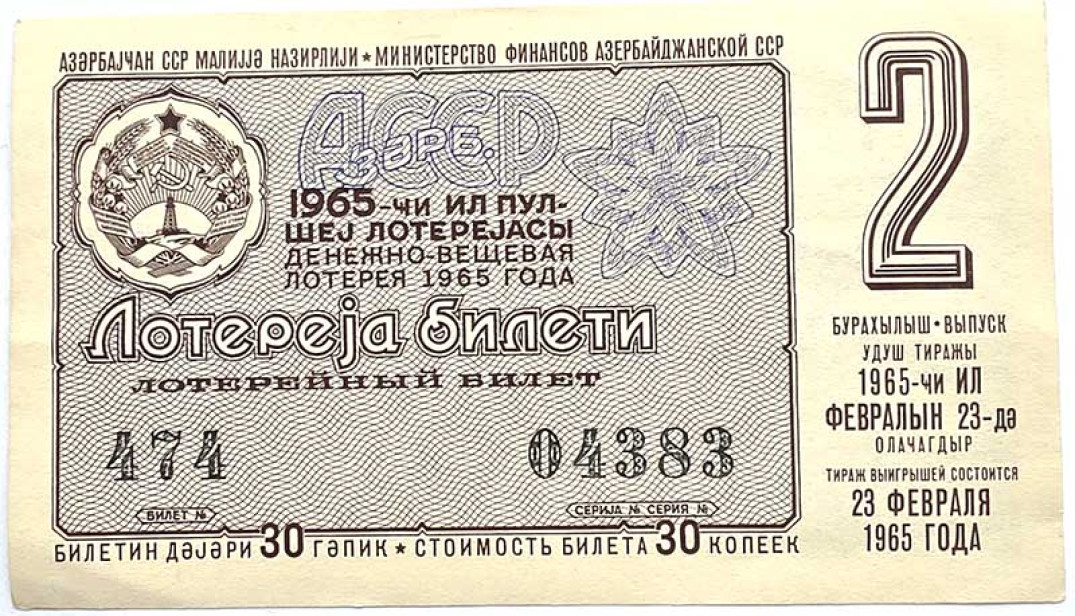 АЗӘРБАЈҸАН ССР МАЛИЈЈӘ НАЗИРЛИЈИ ★ МИНИСТЕРСТВО ФИНАНСОВ АЗЕРБАЙДЖАНСКОЙ ССР
АЗӘРБ. ССР
1965-ҹи ИЛ ПУЛ-
ШЕЈ ЛОТЕРЕЈАСЫ
ДЕНЕЖНО-ВЕЩЕВАЯ
ЛОТЕРЕЯ 1965 ГОДА
Лотереја билети
ЛОТЕРЕЙНЫЙ БИЛЕТ
474 04383
БИЛЕТ № СЕРИЈА № СЕРИЯ №
БИЛЕТИН ДӘЈӘРИ 30 ГӘПИК ★ СТОИМОСТЬ БИЛЕТА 30 КОПЕЕК
2
БУРАХЫЛЫШ • ВЫПУСК
УДУШ ТИРАЖЫ
1965-ҹи ИЛ
ФЕВРАЛЫН 23-дә
ОЛАҸАГДЫР
ТИРАЖ ВЫИГРЫШЕЙ СОСТОИТСЯ
23 ФЕВРАЛЯ
1965 ГОДА